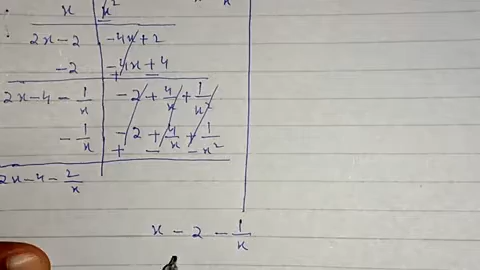 x x²
2x-2 -4x+2
-2 -4x+4
+ -
2x-4-1/x -2+4/x+1/x²
-1/x -2+4/x+1/x²
+ - -
2x-4-2/x
x-2-1/x